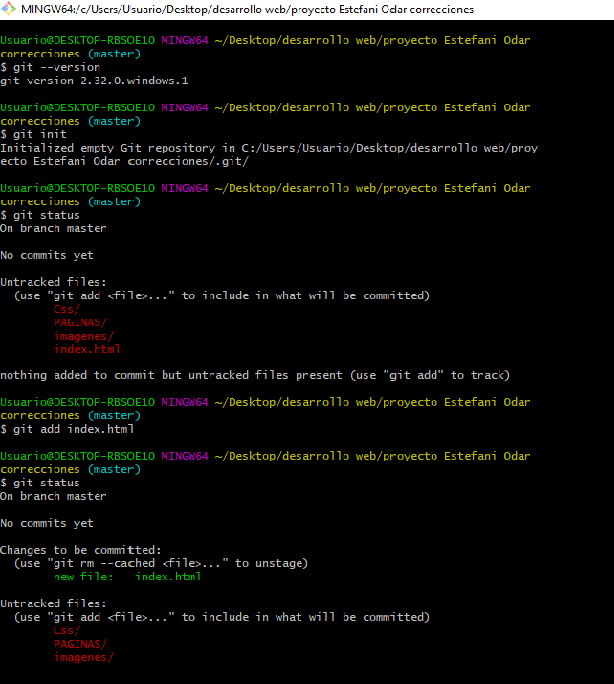 MINGW64:/c/Users/Usuario/Desktop/desarrollo web/proyecto Estefani Odar correcciones
Usuario@DESKTOP-RBSOE1O MINGW64 ~/Desktop/desarrollo web/proyecto Estefani Odar
correcciones (master)
$ git --version
git version 2.32.0.windows.1
Usuario@DESKTOP-RBSOE1O MINGW64 ~/Desktop/desarrollo web/proyecto Estefani Odar
correcciones (master)
$ git init
Initialized empty Git repository in C:/Users/Usuario/Desktop/desarrollo web/proy
ecto Estefani Odar correcciones/.git/
Usuario@DESKTOP-RBSOE1O MINGW64 ~/Desktop/desarrollo web/proyecto Estefani Odar
correcciones (master)
$ git status
On branch master
No commits yet
Untracked files:
(use "git add <file>..." to include in what will be committed)
Css/
PAGINAS/
imagenes/
index.html
nothing added to commit but untracked files present (use "git add" to track)
Usuario@DESKTOP-RBSOE1O MINGW64 ~/Desktop/desarrollo web/proyecto Estefani Odar
correcciones (master)
$ git add index.html
Usuario@DESKTOP-RBSOE1O MINGW64 ~/Desktop/desarrollo web/proyecto Estefani Odar
correcciones (master)
$ git status
On branch master
No commits yet
Changes to be committed:
(use "git rm --cached <file>..." to unstage)
new file:   index.html
Untracked files:
(use "git add <file>..." to include in what will be committed)
Css/
PAGINAS/
imagenes/